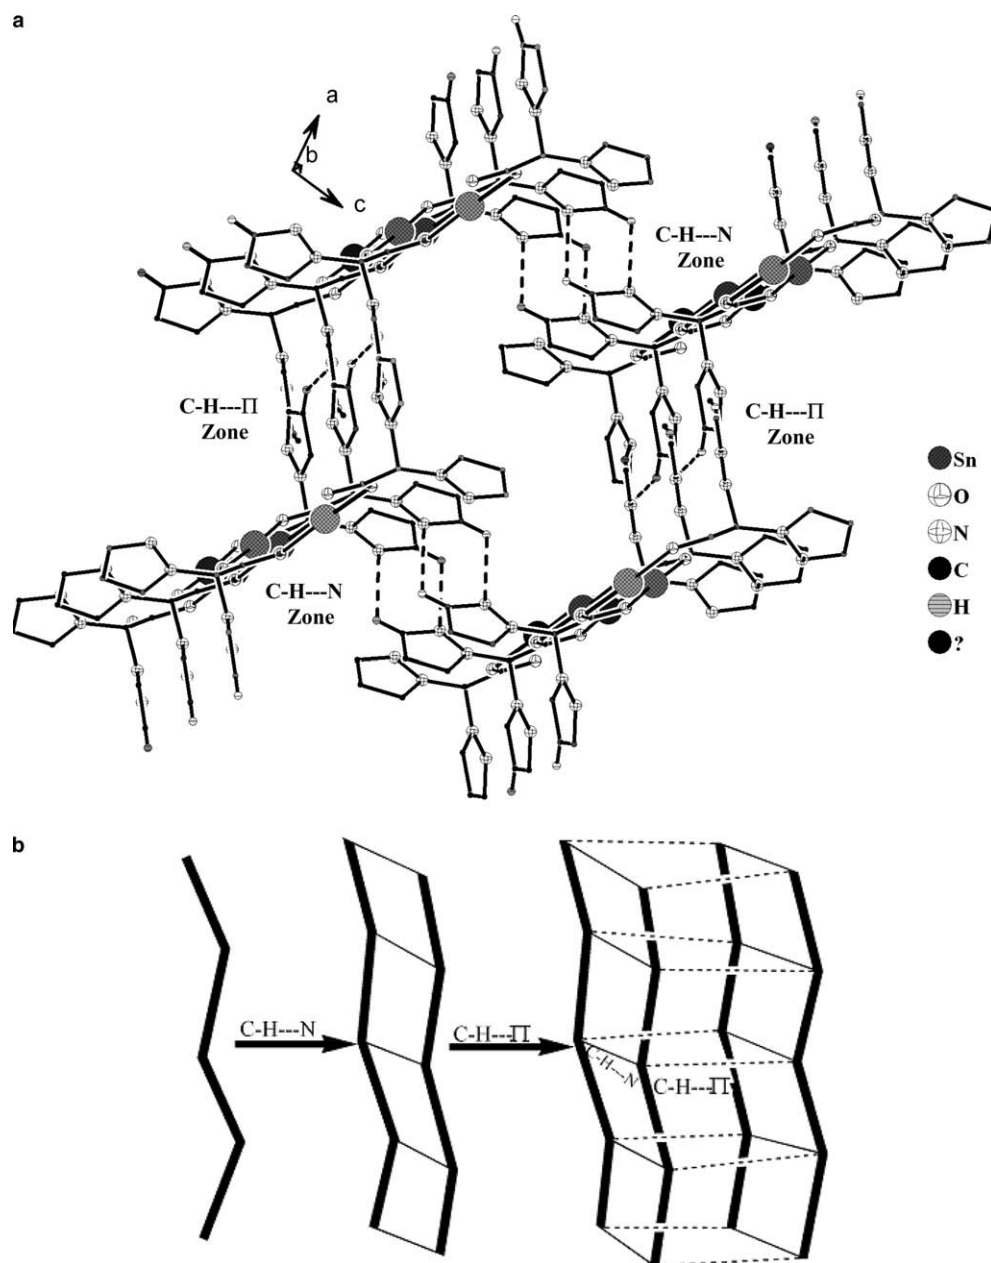 a
a
b
c
C-H---N
Zone
C-H---Π
Zone
C-H---Π
Zone
C-H---N
Zone
Sn
O
N
C
H
?
b
C-H---N
C-H---Π
C-H---N
C-H---Π